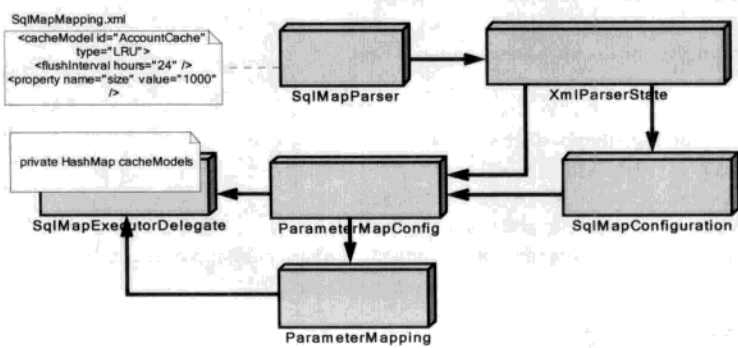 SqlMapMapping.xml
<cacheModel id="AccountCache"
type="LRU">
<flushInterval hours="24" />
<property name="size" value="1000"
/>
SqlMapParser
XmlParserState
private HashMap cacheModels
SqlMapExecutorDelegate
ParameterMapConfig
SqlMapConfiguration
ParameterMapping